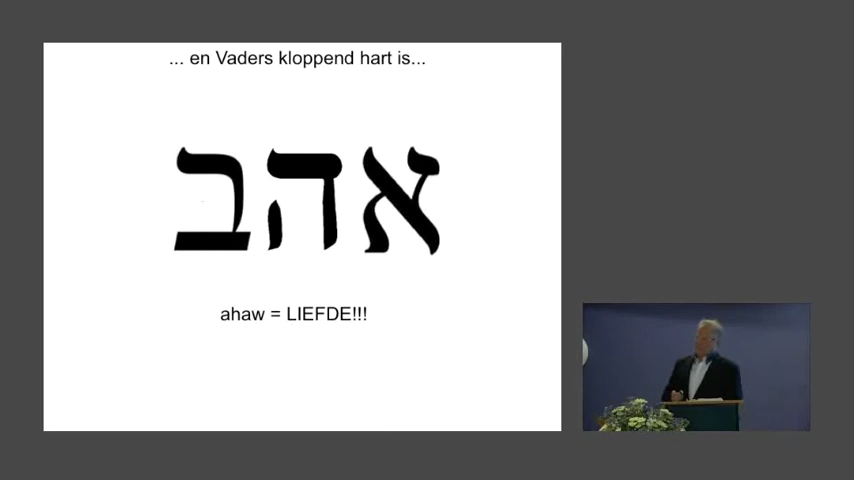 ... en Vaders kloppend hart is...
אהב
ahaw = LIEFDE!!!